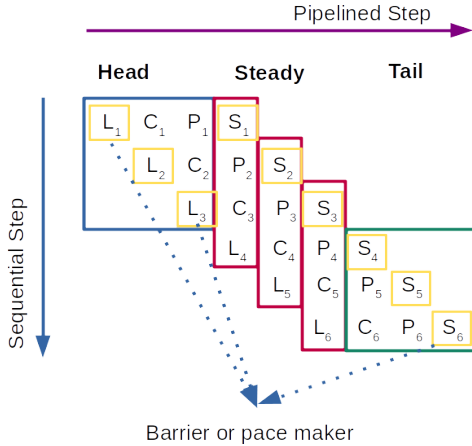 Pipelined Step
Head Steady Tail
Sequential Step
L₁ C₁ P₁ S₁
L₂ C₂ P₂ S₂
L₃ C₃ P₃ S₃
L₄ C₄ P₄ S₄
L₅ C₅ P₅ S₅
L₆ C₆ P₆ S₆
Barrier or pace maker